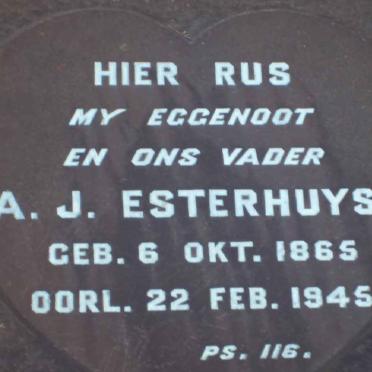 HIER RUS
MY EGGENOOT
EN ONS VADER
A. J. ESTERHUYS
GEB. 6 OKT. 1865
OORL. 22 FEB. 1945
PS. 116.